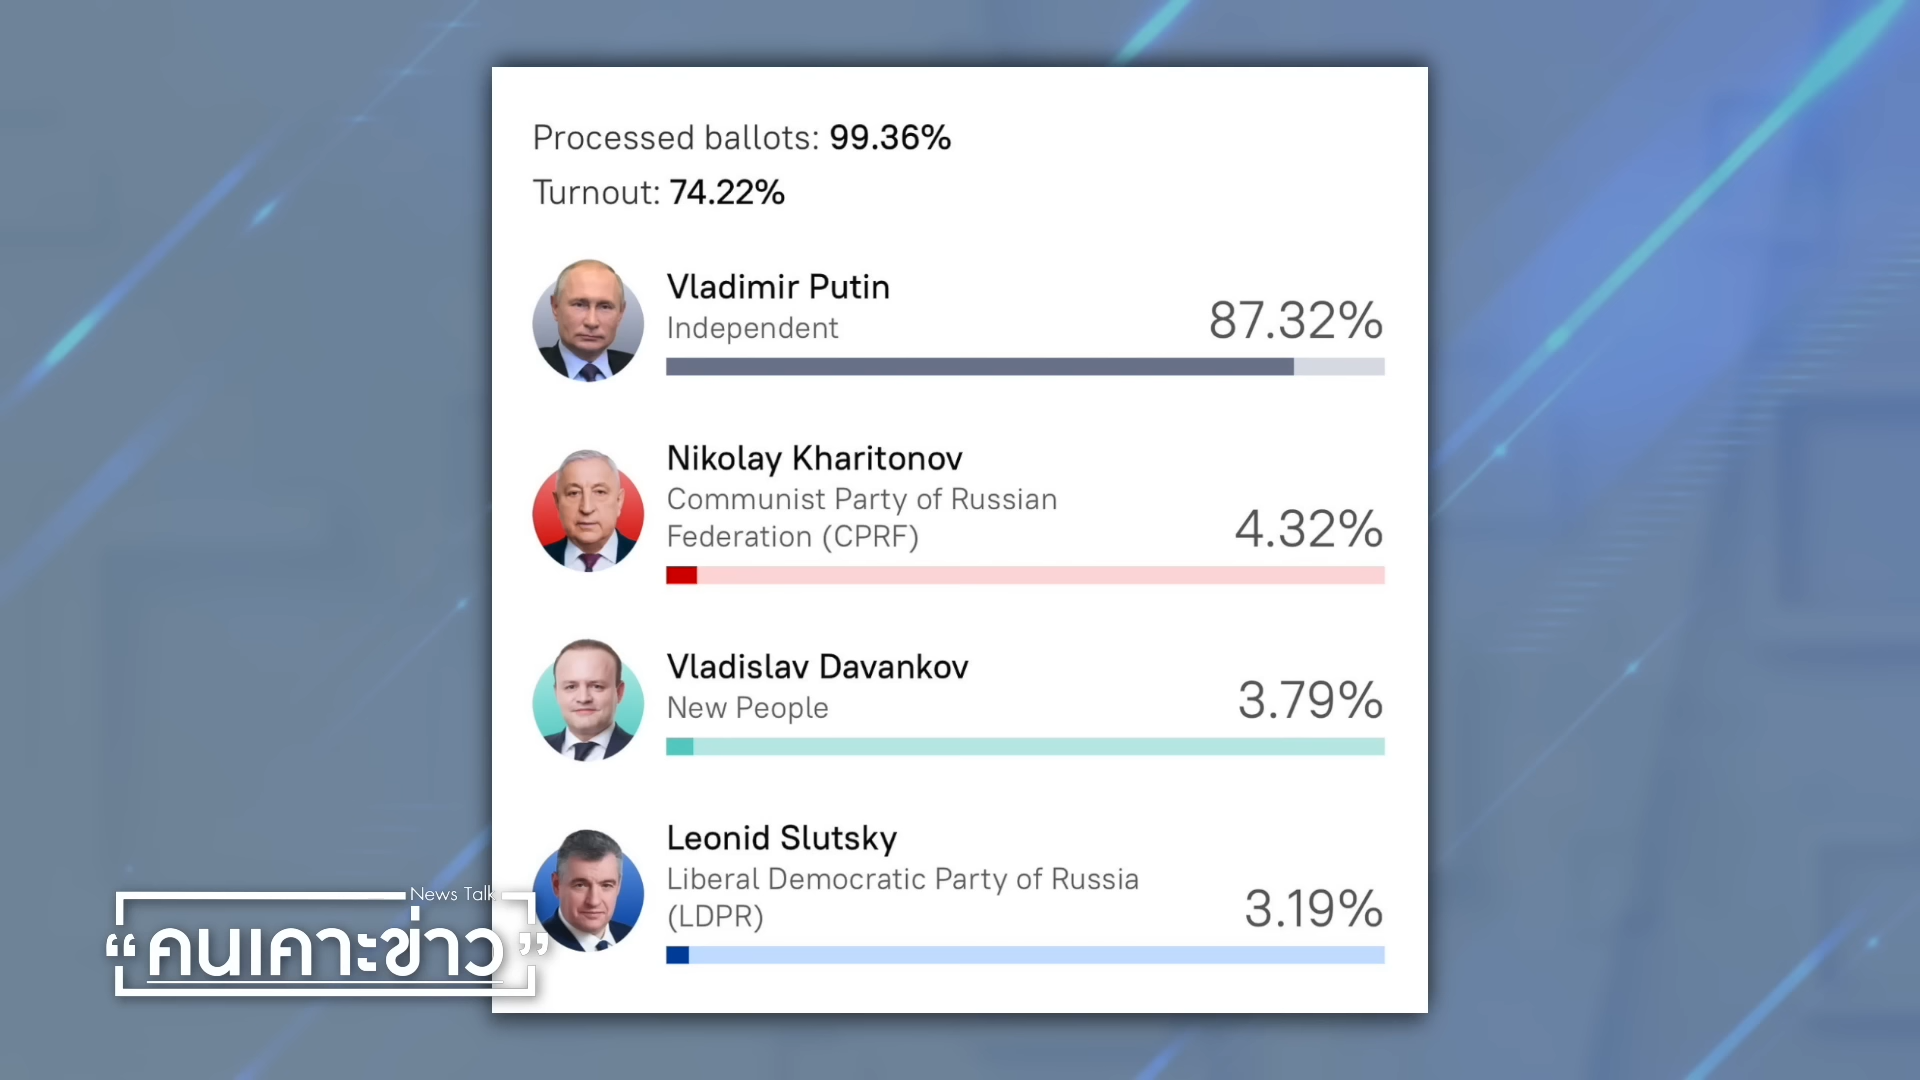 Processed ballots: 99.36%
Turnout: 74.22%
Vladimir Putin
Independent
87.32%
Nikolay Kharitonov
Communist Party of Russian
Federation (CPRF)
4.32%
Vladislav Davankov
New People
3.79%
Leonid Slutsky
Liberal Democratic Party of Russia
(LDPR)
3.19%
News Talk
“คนเคาะข่าว”